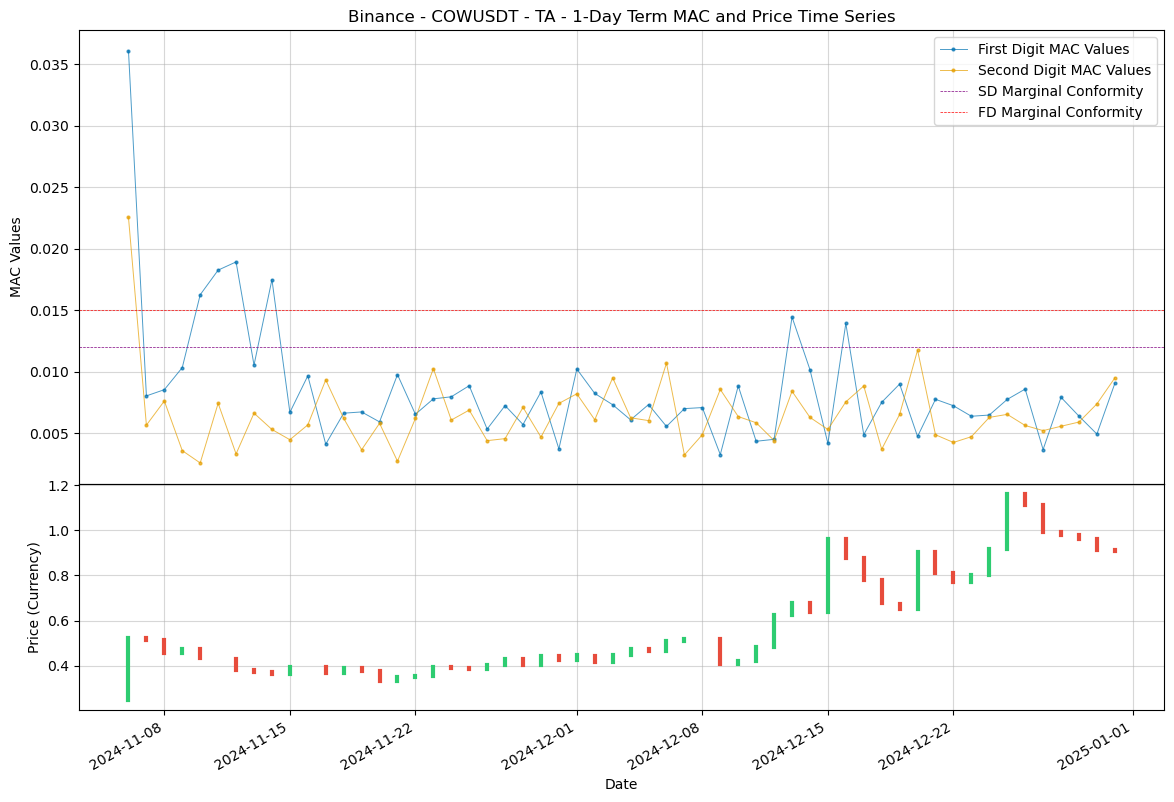 Binance - COWUSDT - TA - 1-Day Term MAC and Price Time Series
First Digit MAC Values
Second Digit MAC Values
SD Marginal Conformity
FD Marginal Conformity
MAC Values
0.035
0.030
0.025
0.020
0.015
0.010
0.005
Price (Currency)
1.2
1.0
0.8
0.6
0.4
2024-11-08
2024-11-15
2024-11-22
2024-12-01
2024-12-08
2024-12-15
2024-12-22
2025-01-01
Date